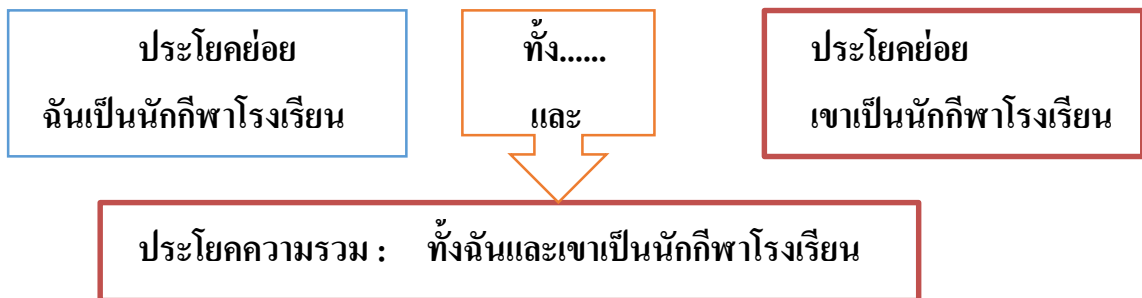 ประโยคย่อย
ฉันเป็นนักกีฬาโรงเรียน
ทั้ง......
และ
ประโยคย่อย
เขาเป็นนักกีฬาโรงเรียน
ประโยคความรวม : ทั้งฉันและเขาเป็นนักกีฬาโรงเรียน